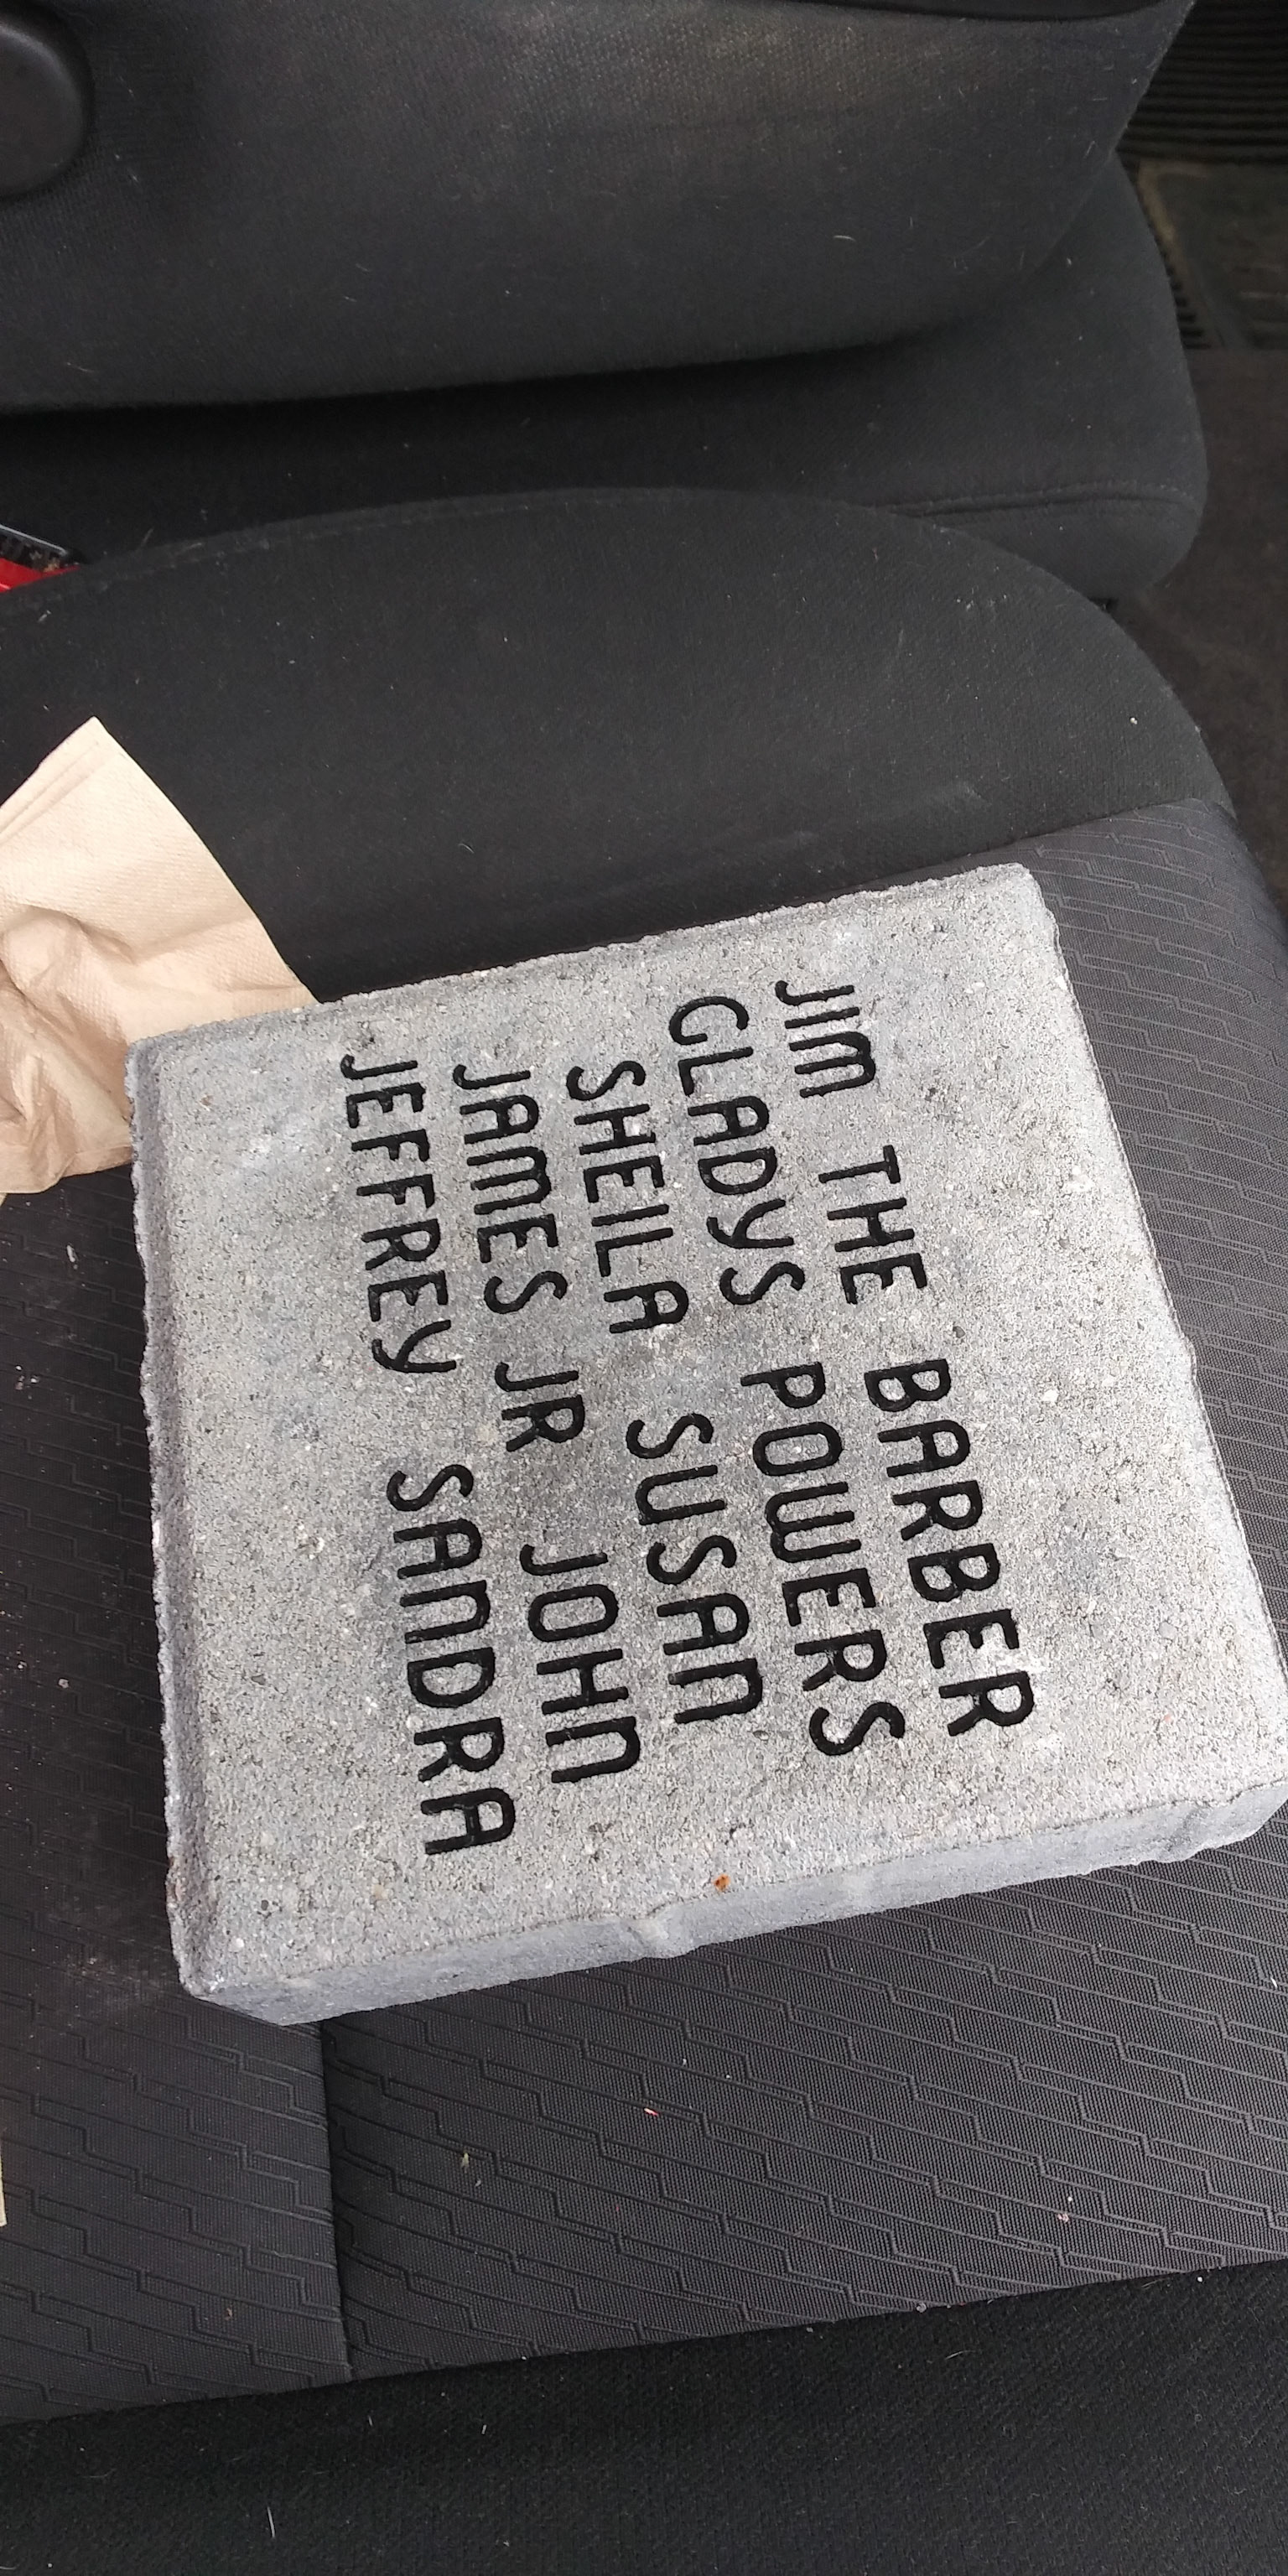 JIM THE BARBER
GLADYS POWERS
SHEILA SUSAN
JAMES JR JOHN
JEFFREY SANDRA